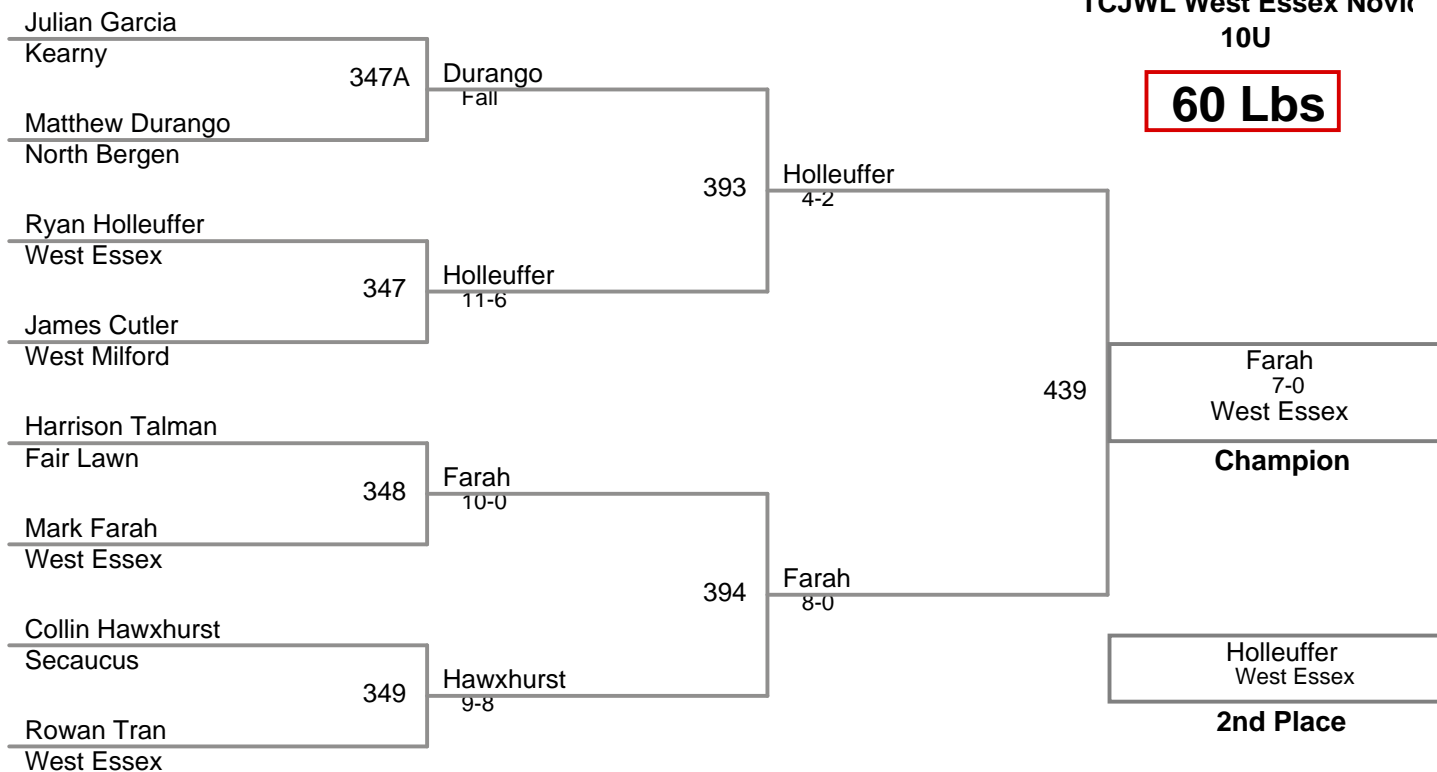 TCJWL West Essex
10U
60 Lbs
Julian Garcia
Kearny
347A
Durango
Fall
Matthew Durango
North Bergen
393
Holleuffer
4-2
Ryan Holleuffer
West Essex
347
Holleuffer
11-6
James Cutler
West Milford
439
Farah
7-0
West Essex
Champion
Harrison Talman
Fair Lawn
348
Farah
10-0
Mark Farah
West Essex
394
Farah
8-0
Collin Hawxhurst
Secaucus
349
Hawxhurst
9-8
Rowan Tran
West Essex
Holleuffer
West Essex
2nd Place